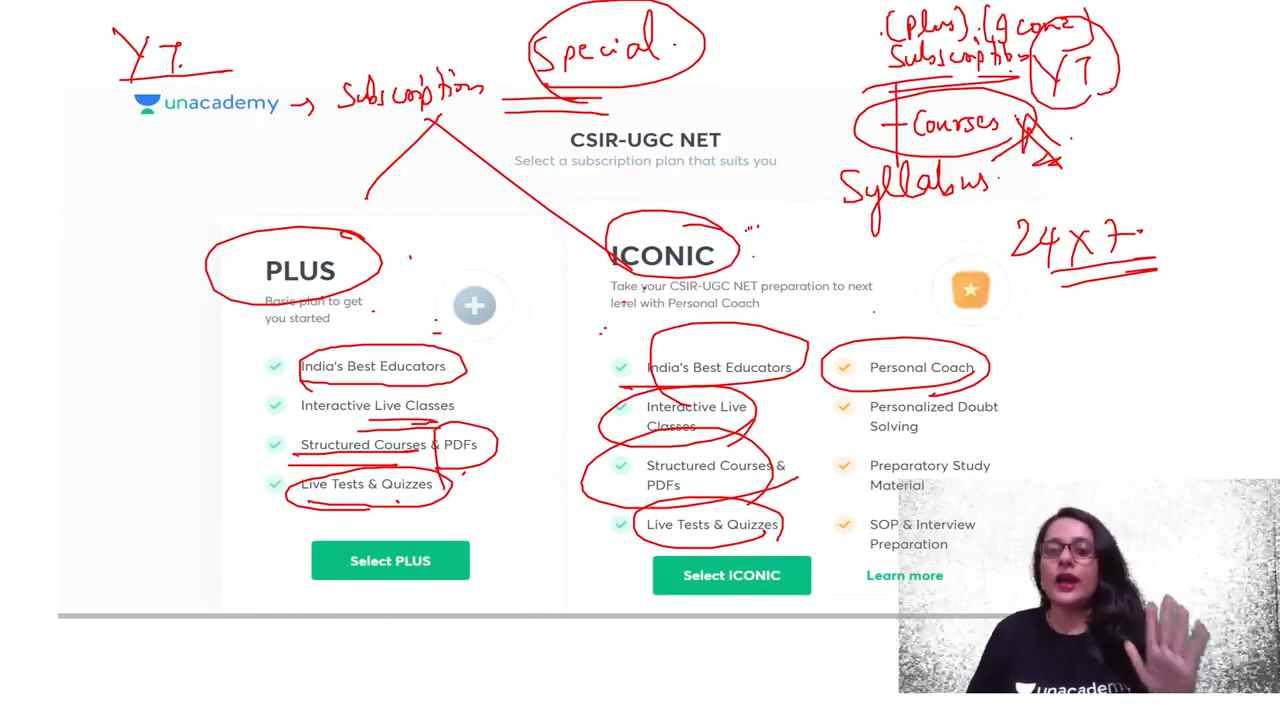 Y T.
Special.
(Plus) (Iconic)
Subscription
Y T
unacademy → Subscription
Courses
Syllabus.
24 x 7.
CSIR-UGC NET
Select a subscription plan that suits you
PLUS
Basic plan to get
you started
India's Best Educators
Interactive Live Classes
Structured Courses & PDFs
Live Tests & Quizzes
Select PLUS
ICONIC
Take your CSIR-UGC NET preparation to next
level with Personal Coach
India's Best Educators
Interactive Live
Classes
Structured Courses &
PDFs
Live Tests & Quizzes
Select ICONIC
Personal Coach
Personalized Doubt
Solving
Preparatory Study
Material
SOP & Interview
Preparation
Learn more
unacademy